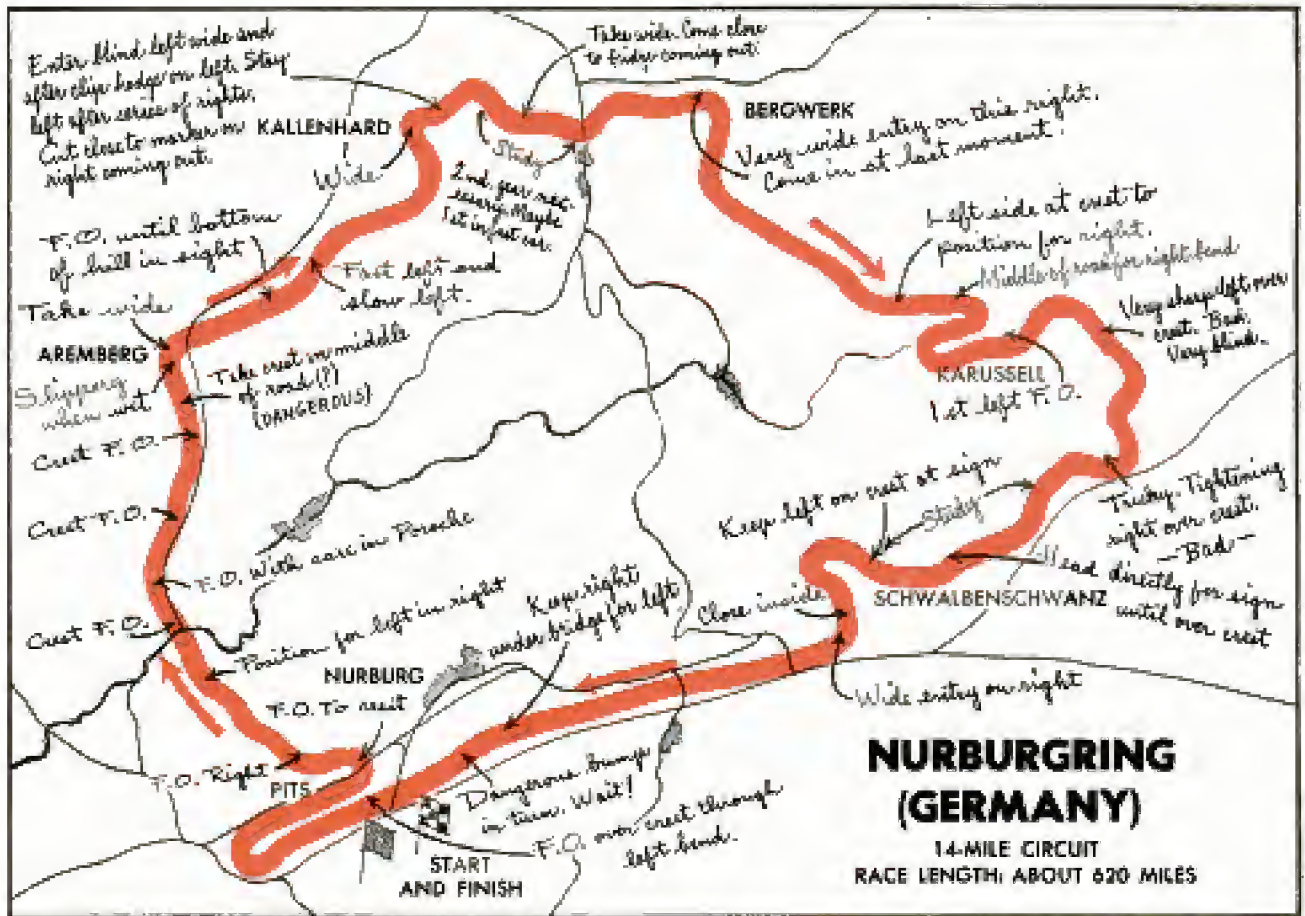 Enter blind left wide and
after clip hedge on left. Stay
left after series of rights.
Cut close to marker on
right coming out.
KALLENHARD
Wide
Take wide. Come close
to bridge coming out.
Study
2nd. gear nec-
essary. Maybe
1st in fast car.
BERGWERK
Very wide entry on this right.
Come in at last moment.
Left side at crest to
position for right.
Middle of road for right bend
Very sharp left over
crest. Bad.
Very blind.
KARUSSELL
1st left F.O.
F.O. until bottom
of hill in sight
Fast left and
slow left.
Take wide
AREMBERG
Slippery
when wet
Take crest in middle
of road (?)
(DANGEROUS)
Crest F.O.
Crest F.O.
F.O. With care in Porsche
Crest F.O.
Position for left in right
Keep right
under bridge for left
NURBURG
F.O. To
F.O. Right
PITS
Dangerous bump
in turn. Wait!
F.O. over crest through
left bend.
START
AND FINISH
Keep left on crest at sign
Study
Tricky. Tightening
right over crest.
— Bad —
Head directly for sign
until over crest
SCHWALBENSCHWANZ
Close inside
Wide entry on right
NURBURGRING
(GERMANY)
14-MILE CIRCUIT
RACE LENGTH: ABOUT 620 MILES